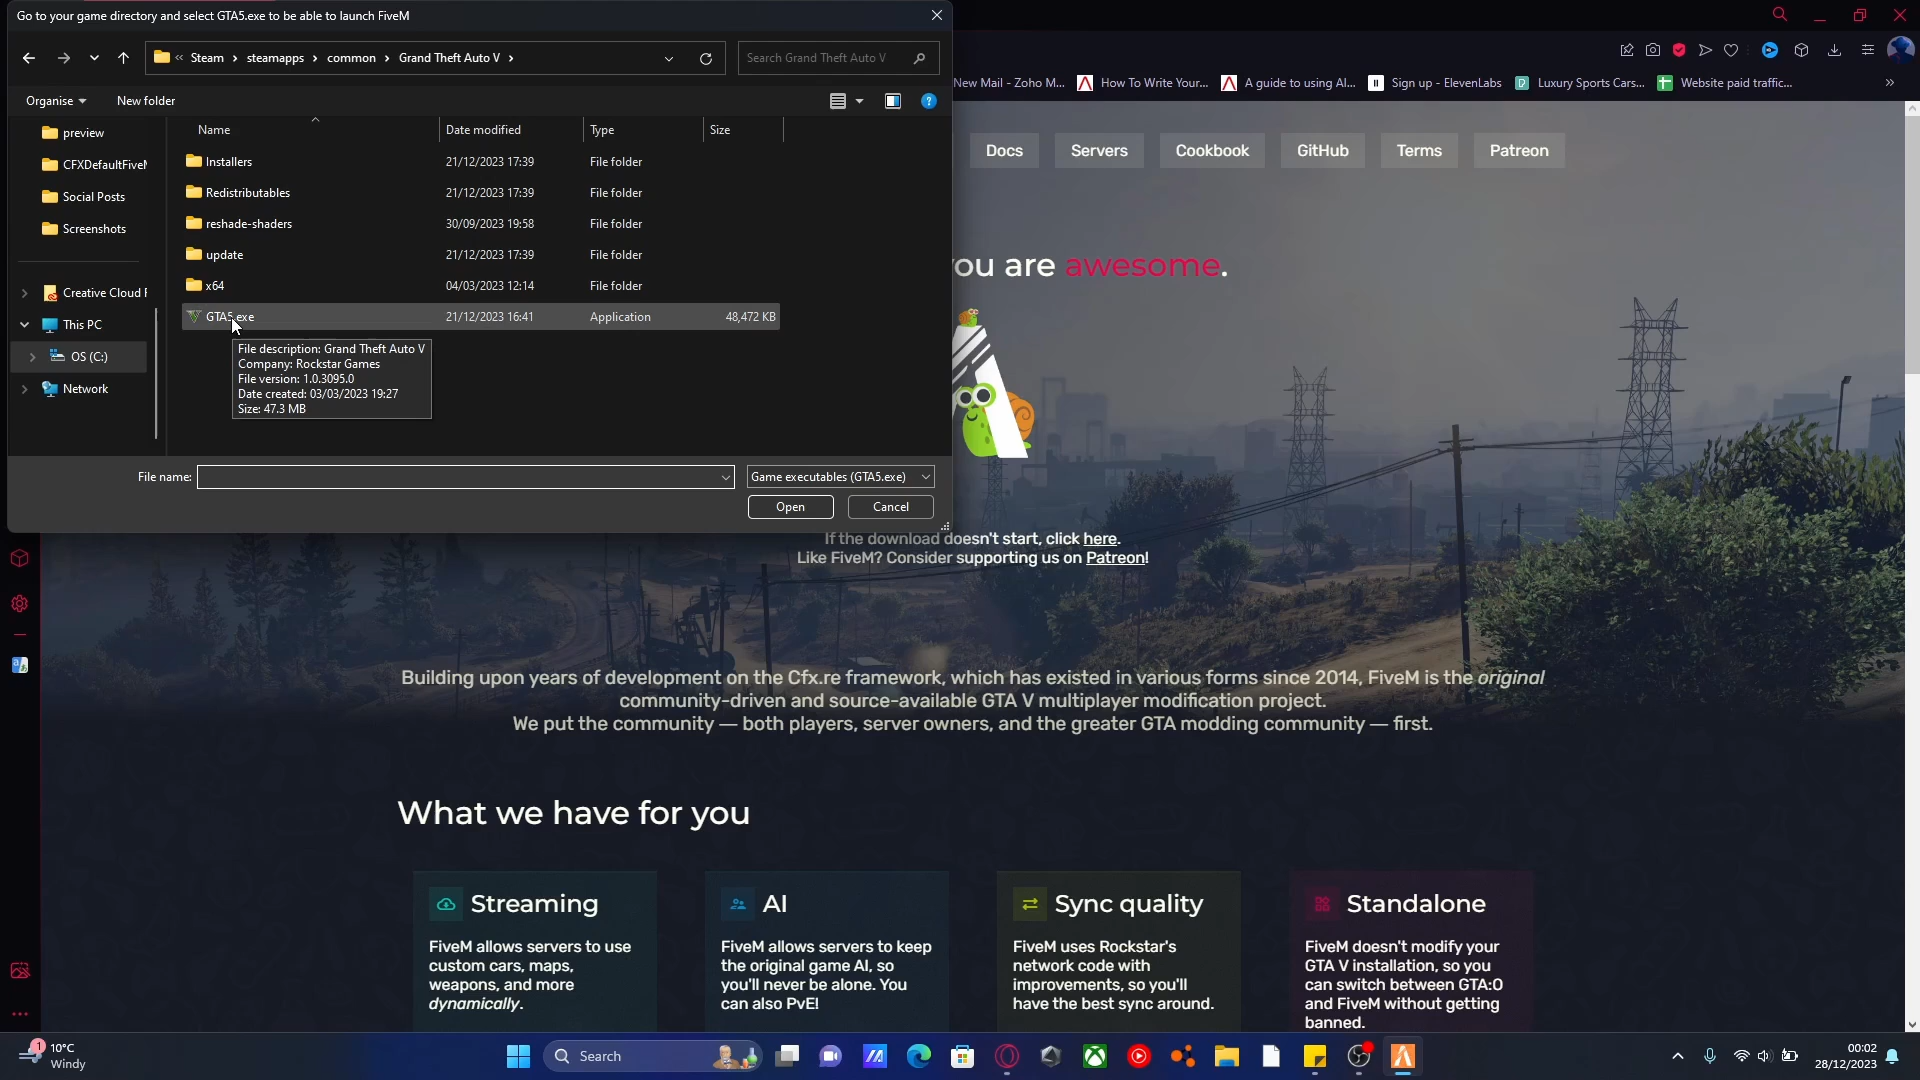 Go to your game directory and select GTA5.exe to be able to launch FiveM
« Steam › steamapps › common › Grand Theft Auto V ›
Search Grand Theft Auto V
Organise
New folder
Name
Date modified
Type
Size
preview
CFXDefaultFiveM
Social Posts
Screenshots
Creative Cloud F
This PC
OS (C:)
Network
Installers 21/12/2023 17:39 File folder
Redistributables 21/12/2023 17:39 File folder
reshade-shaders 30/09/2023 19:58 File folder
update 21/12/2023 17:39 File folder
x64 04/03/2023 12:14 File folder
GTA5.exe 21/12/2023 16:41 Application 48,472 KB
File description: Grand Theft Auto V
Company: Rockstar Games
File version: 1.0.3095.0
Date created: 03/03/2023 19:27
Size: 47.3 MB
File name:
Game executables (GTA5.exe)
Open
Cancel
New Mail - Zoho M...
How To Write Your...
A guide to using AI...
Sign up - ElevenLabs
Luxury Sports Cars...
Website paid traffic...
»
Docs
Servers
Cookbook
GitHub
Terms
Patreon
you are awesome.
If the download doesn't start, click here.
Like FiveM? Consider supporting us on Patreon!
Building upon years of development on the Cfx.re framework, which has existed in various forms since 2014, FiveM is the original
community-driven and source-available GTA V multiplayer modification project.
We put the community — both players, server owners, and the greater GTA modding community — first.
What we have for you
Streaming
FiveM allows servers to use
custom cars, maps,
weapons, and more
dynamically.
AI
FiveM allows servers to keep
the original game AI, so
you'll never be alone. You
can also PvE!
Sync quality
FiveM uses Rockstar's
network code with
improvements, so you'll
have the best sync around.
Standalone
FiveM doesn't modify your
GTA V installation, so you
can switch between GTA:O
and FiveM without getting
banned.
1
10°C
Windy
Search
00:02
28/12/2023